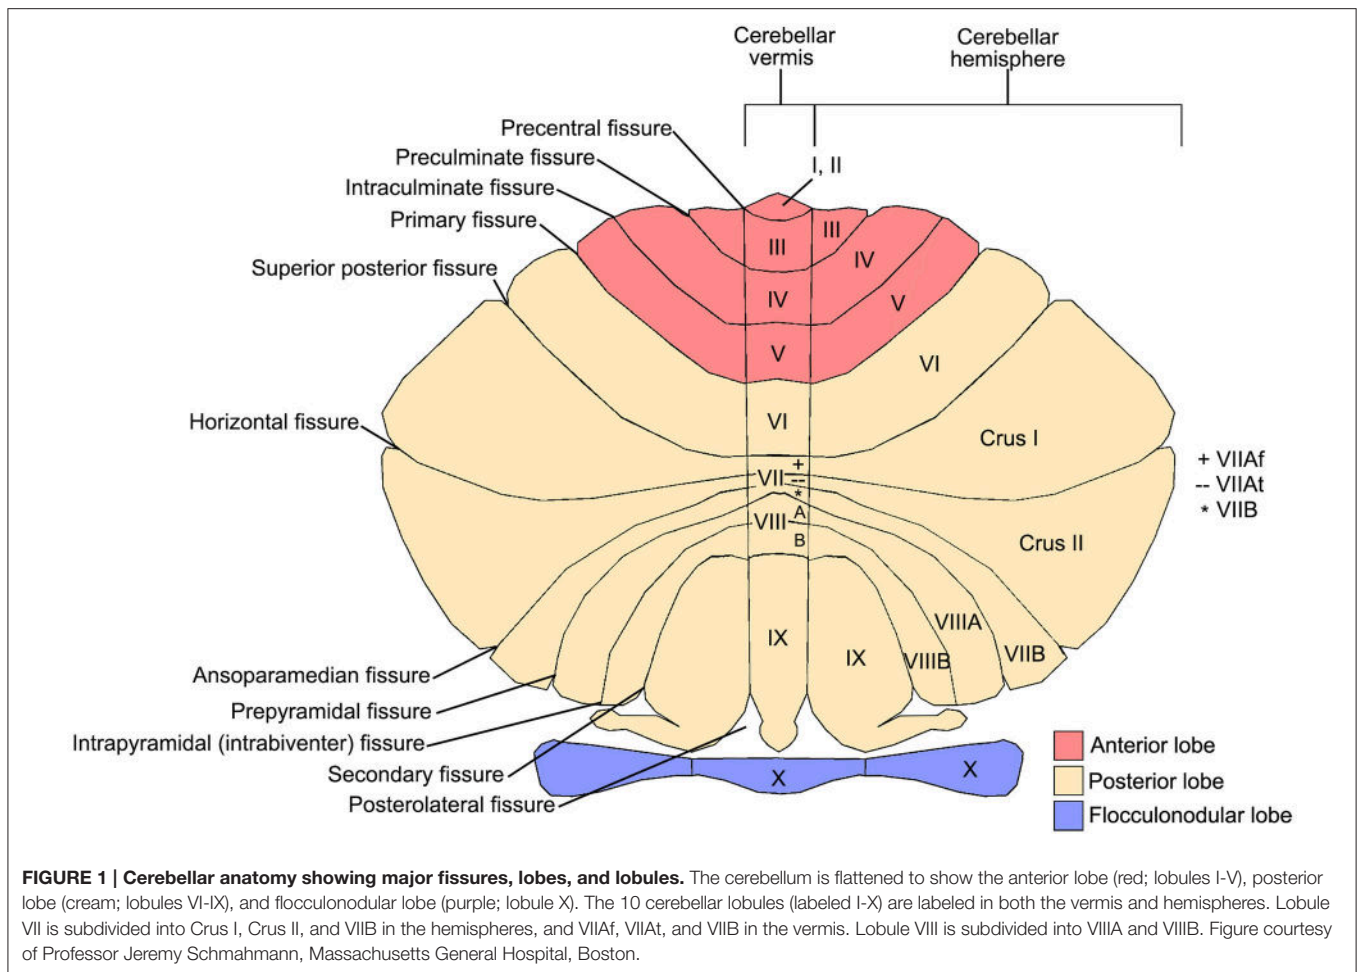 Cerebellar
vermis
Cerebellar
hemisphere
Precentral fissure
Preculminate fissure
Intraculminate fissure
Primary fissure
Superior posterior fissure
Horizontal fissure
Ansoparamedian fissure
Prepyramidal fissure
Intrapyramidal (intrabiventer) fissure
Secondary fissure
Posterolateral fissure
I, II
III
III
IV
IV
V
V
VI
VI
Crus I
+
VII
--
*
+ VIIAf
-- VIIAt
* VIIB
A
VIII
B
Crus II
VIIIA
IX
IX
VIIIB
VIIB
X
X
Anterior lobe
Posterior lobe
Flocculonodular lobe
FIGURE 1 | Cerebellar anatomy showing major fissures, lobes, and lobules. The cerebellum is flattened to show the anterior lobe (red; lobules I-V), posterior
lobe (cream; lobules VI-IX), and flocculonodular lobe (purple; lobule X). The 10 cerebellar lobules (labeled I-X) are labeled in both the vermis and hemispheres. Lobule
VII is subdivided into Crus I, Crus II, and VIIB in the hemispheres, and VIIAf, VIIAt, and VIIB in the vermis. Lobule VIII is subdivided into VIIIA and VIIIB. Figure courtesy
of Professor Jeremy Schmahmann, Massachusetts General Hospital, Boston.